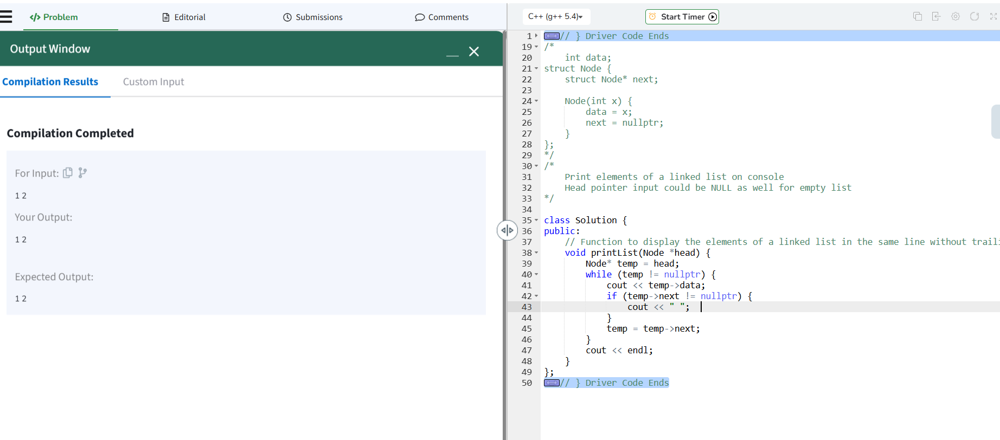 </> Problem
Editorial
Submissions
Comments
Output Window
Compilation Results
Custom Input
Compilation Completed
For Input:
1 2
Your Output:
1 2
Expected Output:
1 2
C++ (g++ 5.4)
Start Timer
1 // } Driver Code Ends
19 /*
20     int data;
21 struct Node {
22     struct Node* next;
23
24     Node(int x) {
25         data = x;
26         next = nullptr;
27     }
28 };
29 */
30 /*
31     Print elements of a linked list on console
32     Head pointer input could be NULL as well for empty list
33 */
34
35 class Solution {
36 public:
37     // Function to display the elements of a linked list in the same line without
38     void printList(Node *head) {
39         Node* temp = head;
40         while (temp != nullptr) {
41             cout << temp->data;
42             if (temp->next != nullptr) {
43                 cout << " ";
44             }
45             temp = temp->next;
46         }
47         cout << endl;
48     }
49 };
50 // } Driver Code Ends